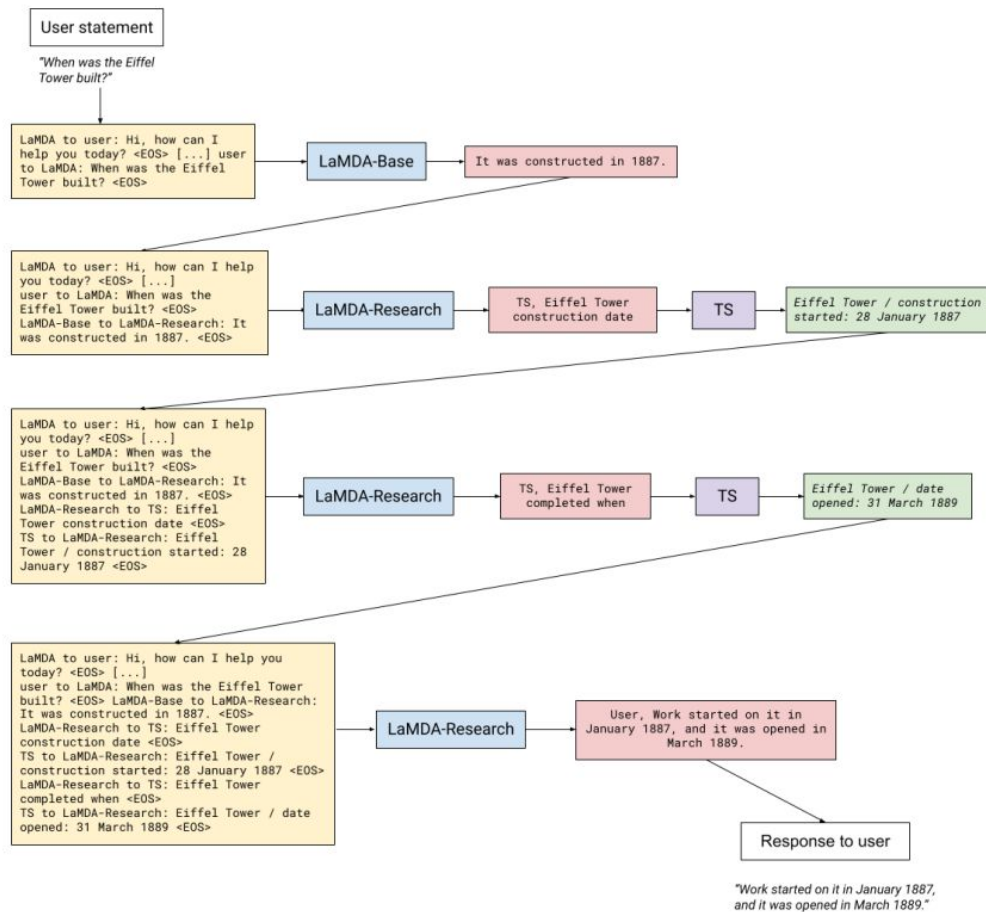 User statement
"When was the Eiffel
Tower built?"
LaMDA to user: Hi, how can I
help you today? <EOS> [...] user
to LaMDA: When was the Eiffel
Tower built? <EOS>
LaMDA-Base
It was constructed in 1887.
LaMDA to user: Hi, how can I help
you today? <EOS> [...]
user to LaMDA: When was the
Eiffel Tower built? <EOS>
LaMDA-Base to LaMDA-Research: It
was constructed in 1887. <EOS>
LaMDA-Research
TS, Eiffel Tower
construction date
TS
Eiffel Tower / construction
started: 28 January 1887
LaMDA to user: Hi, how can I help
you today? <EOS> [...]
user to LaMDA: When was the
Eiffel Tower built? <EOS>
LaMDA-Base to LaMDA-Research: It
was constructed in 1887. <EOS>
LaMDA-Research to TS: Eiffel
Tower construction date <EOS>
TS to LaMDA-Research: Eiffel
Tower / construction started: 28
January 1887 <EOS>
LaMDA-Research
TS, Eiffel Tower
completed when
TS
Eiffel Tower / date
opened: 31 March 1889
LaMDA to user: Hi, how can I help you
today? <EOS> [...]
user to LaMDA: When was the Eiffel Tower
built? <EOS> LaMDA-Base to LaMDA-Research:
It was constructed in 1887. <EOS>
LaMDA-Research to TS: Eiffel Tower
construction date <EOS>
TS to LaMDA-Research: Eiffel Tower /
construction started: 28 January 1887 <EOS>
LaMDA-Research to TS: Eiffel Tower
completed when <EOS>
TS to LaMDA-Research: Eiffel Tower / date
opened: 31 March 1889 <EOS>
LaMDA-Research
User, Work started on it in
January 1887, and it was opened in
March 1889.
Response to user
"Work started on it in January 1887,
and it was opened in March 1889."